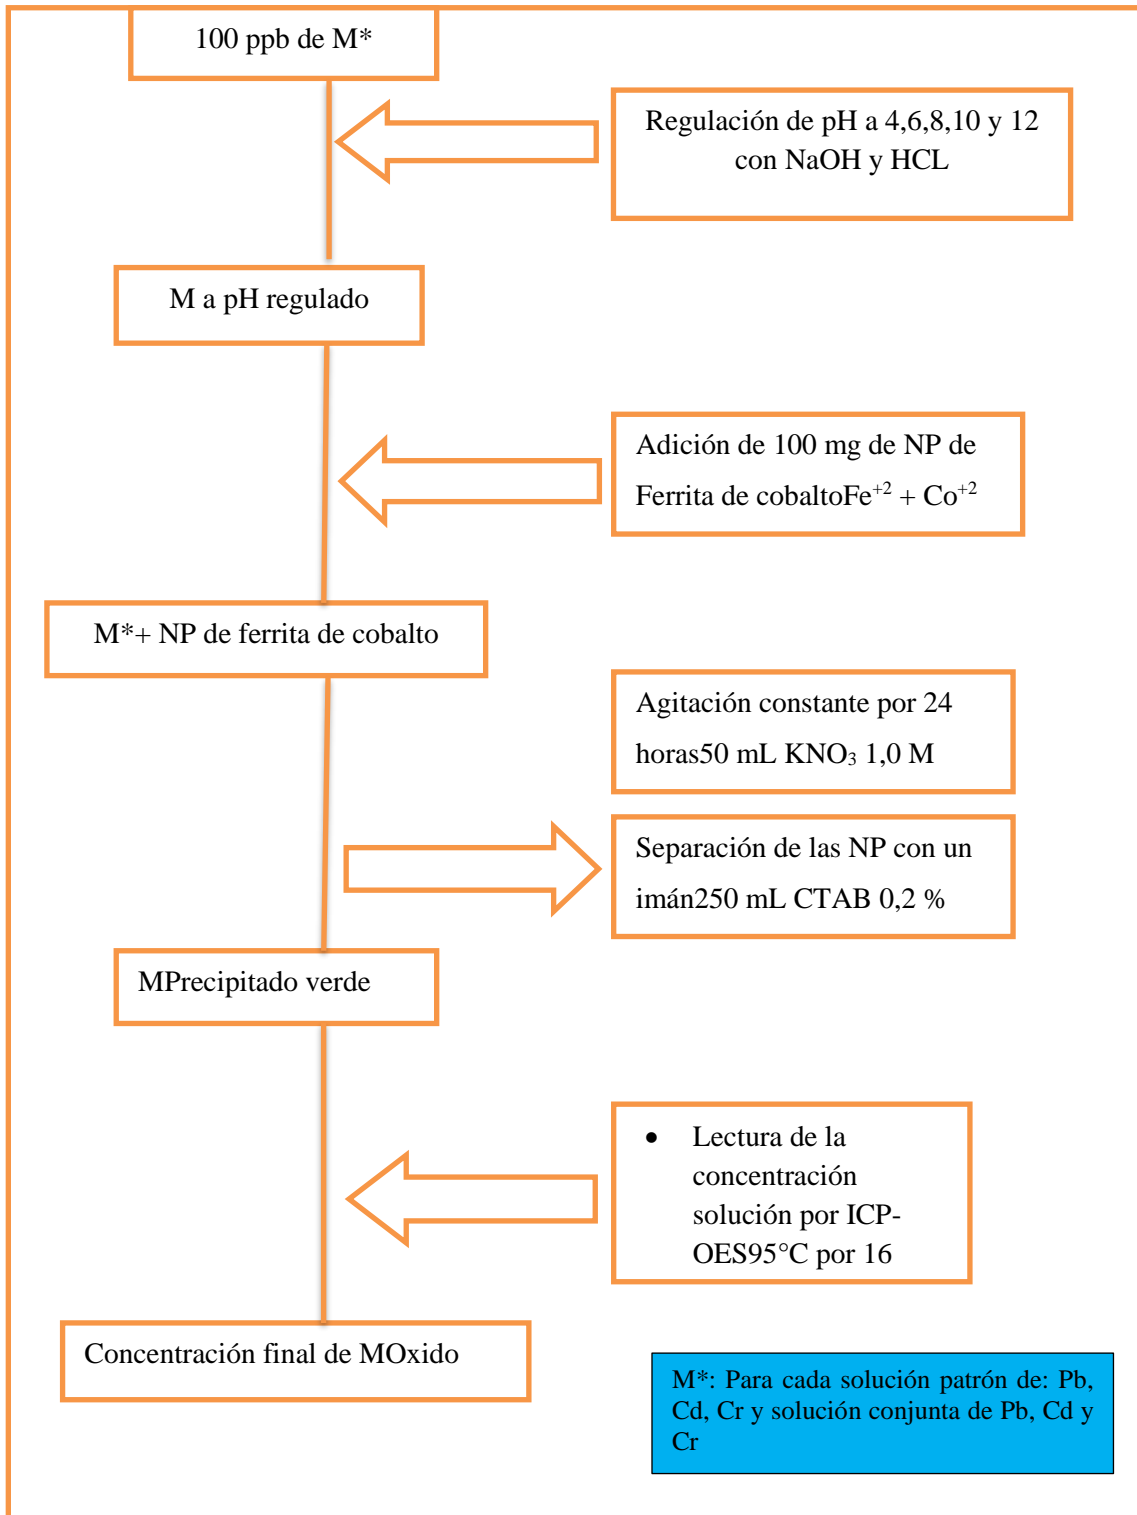 100 ppb de M*
Regulación de pH a 4,6,8,10 y 12
con NaOH y HCL
M a pH regulado
Adición de 100 mg de NP de
Ferrita de cobaltoFe⁺² + Co⁺²
M*+ NP de ferrita de cobalto
Agitación constante por 24
horas50 mL KNO₃ 1,0 M
Separación de las NP con un
imán250 mL CTAB 0,2 %
MPrecipitado verde
• Lectura de la
concentración
solución por ICP-
OES95°C por 16
Concentración final de MOxido
M*: Para cada solución patrón de: Pb,
Cd, Cr y solución conjunta de Pb, Cd y
Cr